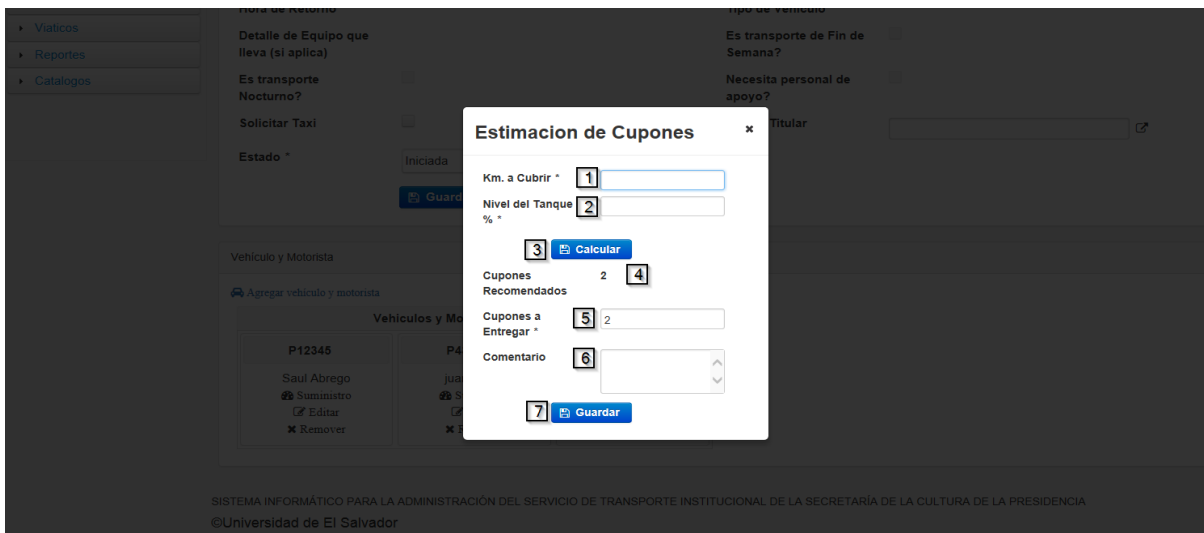 Hora de Retorno
Tipo de Vehiculo
Viaticos
Reportes
Catalogos
Detalle de Equipo que
lleva (si aplica)
Es transporte de Fin de
Semana?
Es transporte
Nocturno?
Necesita personal de
apoyo?
Solicitar Taxi
Titular
Estado *
Iniciada
Guard
Estimacion de Cupones
×
Km. a Cubrir *
1
Nivel del Tanque
% *
2
3
Calcular
Cupones
Recomendados
2
4
Cupones a
Entregar *
5
2
Comentario
6
7
Guardar
Vehículo y Motorista
Agregar vehiculo y motorista
Vehiculos y Mo
P12345
P4
Saul Abrego
jua
Suministro
S
Editar
Remover
R
SISTEMA INFORMÁTICO PARA LA ADMINISTRACIÓN DEL SERVICIO DE TRANSPORTE INSTITUCIONAL DE LA SECRETARÍA DE LA CULTURA DE LA PRESIDENCIA
©Universidad de El Salvador